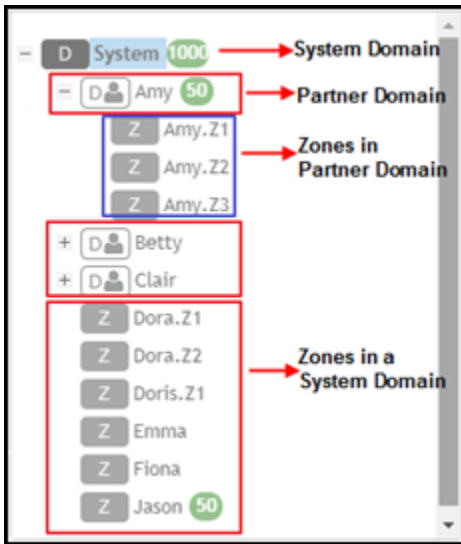 D System 1000 System Domain
D Amy 50 Partner Domain
Z Amy.Z1
Z Amy.Z2
Z Amy.Z3
Zones in
Partner Domain
D Betty
D Clair
Z Dora.Z1
Z Dora.Z2
Z Doris.Z1
Z Emma
Z Fiona
Z Jason 50
Zones in a
System Domain